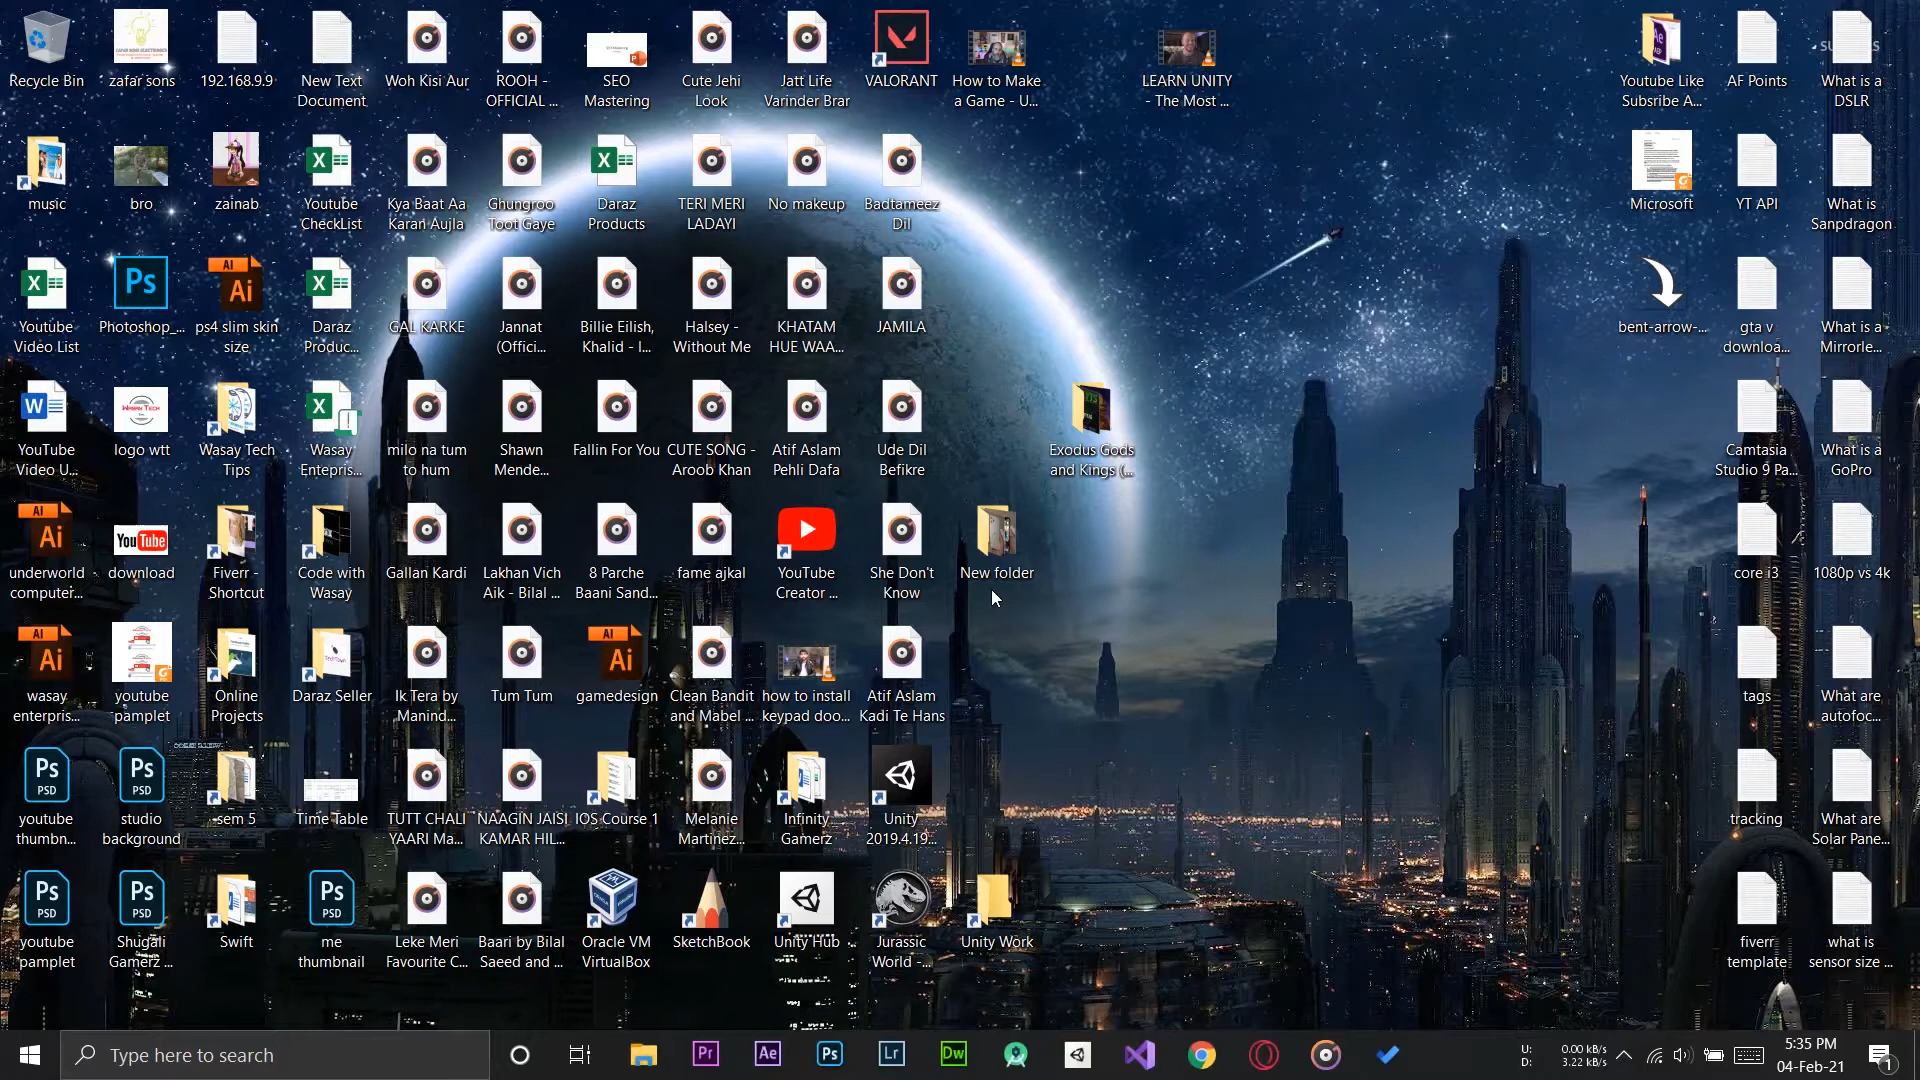 Recycle Bin
zafar sons
192.168.9.9
New Text
Document
Woh Kisi Aur
ROOH -
OFFICIAL ...
SEO
Mastering
Cute Jehi
Look
Jatt Life
Varinder Brar
VALORANT
How to Make
a Game - U...
LEARN UNITY
- The Most ...
Youtube Like
Subsribe A...
AF Points
What is a
DSLR
music
bro
zainab
Youtube
CheckList
Kya Baat Aa
Karan Aujla
Ghungroo
Toot Gaye
Daraz
Products
TERI MERI
LADAYI
No makeup
Badtameez
Dil
Microsoft
YT API
What is
Sanpdragon
Youtube
Video List
Photoshop_...
ps4 slim skin
size
Daraz
Produc...
GAL KARKE
Jannat
(Offici...
Billie Eilish,
Khalid - l...
Halsey -
Without Me
KHATAM
HUE WAA...
JAMILA
bent-arrow-...
gta v
downloa...
What is a
Mirrorle...
YouTube
Video U...
logo wtt
Wasay Tech
Tips
Wasay
Entepris...
milo na tum
to hum
Shawn
Mende...
Fallin For You
CUTE SONG -
Aroob Khan
Atif Aslam
Pehli Dafa
Ude Dil
Befikre
Exodus Gods
and Kings (...
Camtasia
Studio 9 Pa...
What is a
GoPro
underworld
computer...
YouTube
download
Fiverr -
Shortcut
Code with
Wasay
Gallan Kardi
Lakhan Vich
Aik - Bilal ...
8 Parche
Baani Sand...
fame ajkal
YouTube
Creator ...
She Don't
Know
New folder
core i3
1080p vs 4k
wasay
enterpris...
youtube
pamplet
Online
Projects
Daraz Seller
Ik Tera by
Manind...
Tum Tum
gamedesign
Clean Bandit
and Mabel ...
how to install
keypad doo...
Atif Aslam
Kadi Te Hans
tags
What are
autofoc...
youtube
thumbn...
studio
background
sem 5
Time Table
TUTT CHALI
YAARI Ma...
NAAGIN JAISI
KAMAR HIL...
IOS Course 1
Melanie
Martinez...
Infinity
Gamerz
Unity
2019.4.19...
tracking
What are
Solar Pane...
youtube
pamplet
Shugali
Gamerz ...
Swift
me
thumbnail
Leke Meri
Favourite C...
Baari by Bilal
Saeed and ...
Oracle VM
VirtualBox
SketchBook
Unity Hub
Jurassic
World -...
Unity Work
fiverr
template
what is
sensor size ...
Type here to search
Pr
Ae
Ps
Lr
Dw
U: 0.00 kB/s
D: 3.22 kB/s
5:35 PM
04-Feb-21
1